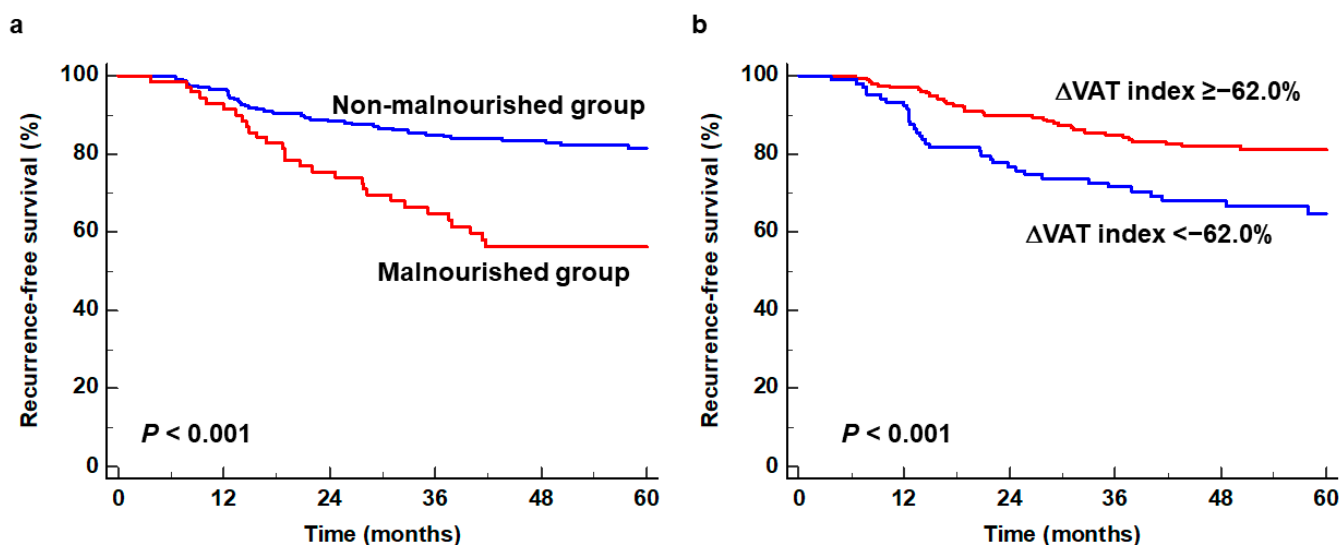 a
Recurrence-free survival (%)
100
80
60
40
20
0
Non-malnourished group
Malnourished group
P < 0.001
0 12 24 36 48 60
Time (months)
b
Recurrence-free survival (%)
100
80
60
40
20
0
ΔVAT index ≥−62.0%
ΔVAT index <−62.0%
P < 0.001
0 12 24 36 48 60
Time (months)